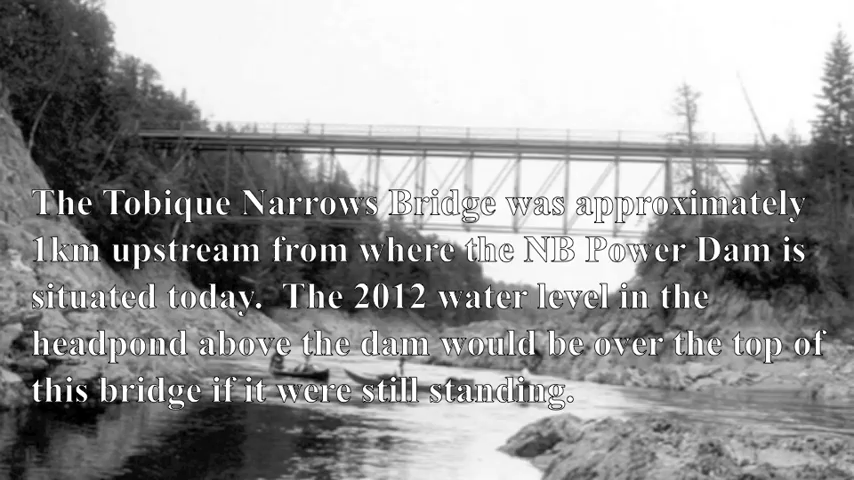 The Tobique Narrows Bridge was approximately
1km upstream from where the NB Power Dam is
situated today.  The 2012 water level in the
headpond above the dam would be over the top of
this bridge if it were still standing.